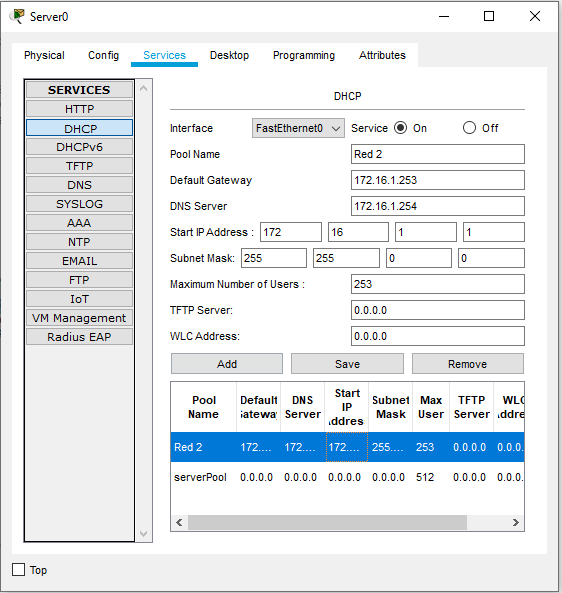 Server0
Physical Config Services Desktop Programming Attributes
SERVICES
HTTP
DHCP
DHCPv6
TFTP
DNS
SYSLOG
AAA
NTP
EMAIL
FTP
IoT
VM Management
Radius EAP
DHCP
Interface FastEthernet0 Service On Off
Pool Name Red 2
Default Gateway 172.16.1.253
DNS Server 172.16.1.254
Start IP Address : 172 16 1 1
Subnet Mask: 255 255 0 0
Maximum Number of Users : 253
TFTP Server: 0.0.0.0
WLC Address: 0.0.0.0
Add Save Remove
Pool Name Default Gateway DNS Server Start IP Address Subnet Mask Max User TFTP Server WLC Address
Red 2 172.... 172.... 172.... 255.... 253 0.0.0.0 0.0.0.0
serverPool 0.0.0.0 0.0.0.0 0.0.0.0 0.0.0.0 512 0.0.0.0 0.0.0.0
Top